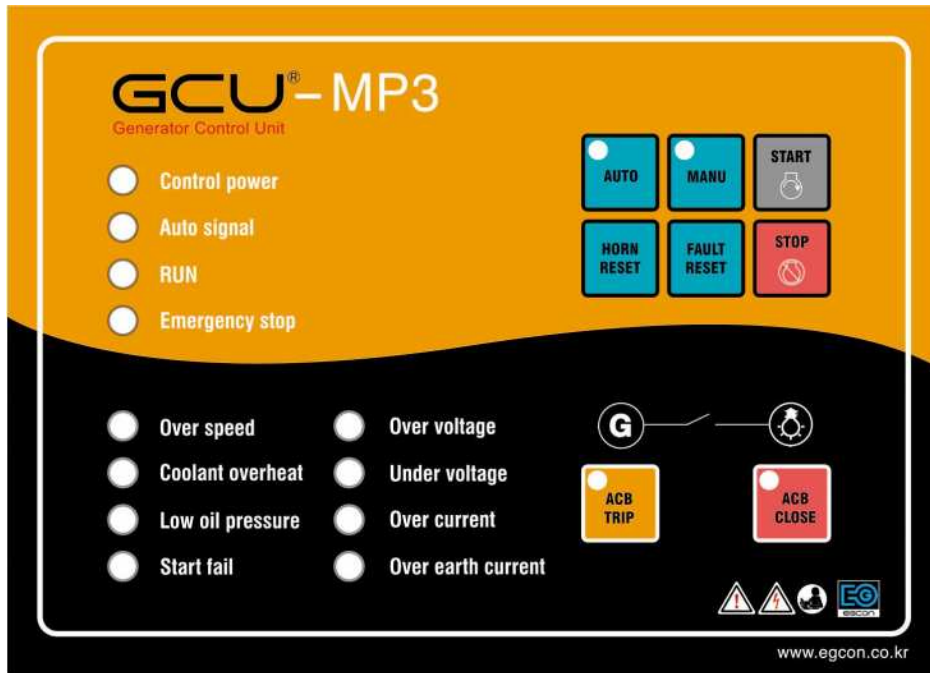 GCU®-MP3
Generator Control Unit
Control power
Auto signal
RUN
Emergency stop
AUTO
MANU
START
HORN
RESET
FAULT
RESET
STOP
Over speed
Coolant overheat
Low oil pressure
Start fail
Over voltage
Under voltage
Over current
Over earth current
G
ACB
TRIP
ACB
CLOSE
EG
egcon
www.egcon.co.kr